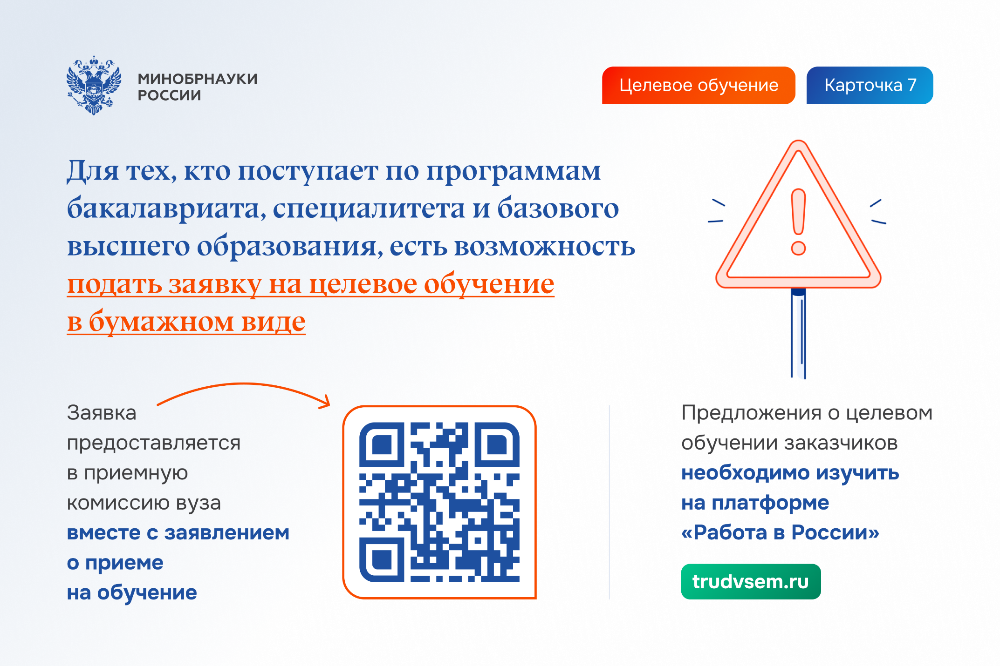 МИНОБРНАУКИ
РОССИИ
Целевое обучение
Карточка 7
Для тех, кто поступает по программам
бакалавриата, специалитета и базового
высшего образования, есть возможность
подать заявку на целевое обучение
в бумажном виде
Заявка
предоставляется
в приемную
комиссию вуза
вместе с заявлением
о приеме
на обучение
Предложения о целевом
обучении заказчиков
необходимо изучить
на платформе
«Работа в России»
trudvsem.ru